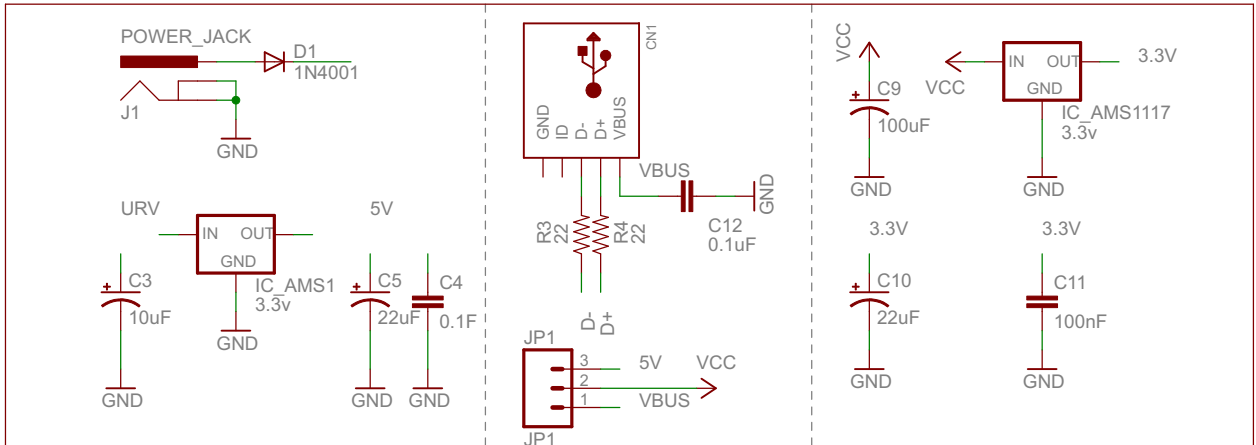 POWER_JACK
D1
1N4001
J1
GND
URV
5V
IN OUT
GND
IC_AMS1
3.3v
C3
10uF
C5
22uF
C4
0.1F
GND
GND
GND
GND
CN1
GND
ID
D-
D+
VBUS
VBUS
GND
R3
22
R4
22
C12
0.1uF
D-
D+
JP1
3
5V
VCC
2
1
VBUS
JP1
VCC
C9
100uF
GND
VCC
IN OUT
GND
3.3V
IC_AMS1117
3.3v
GND
3.3V
3.3V
C10
22uF
C11
100nF
GND
GND